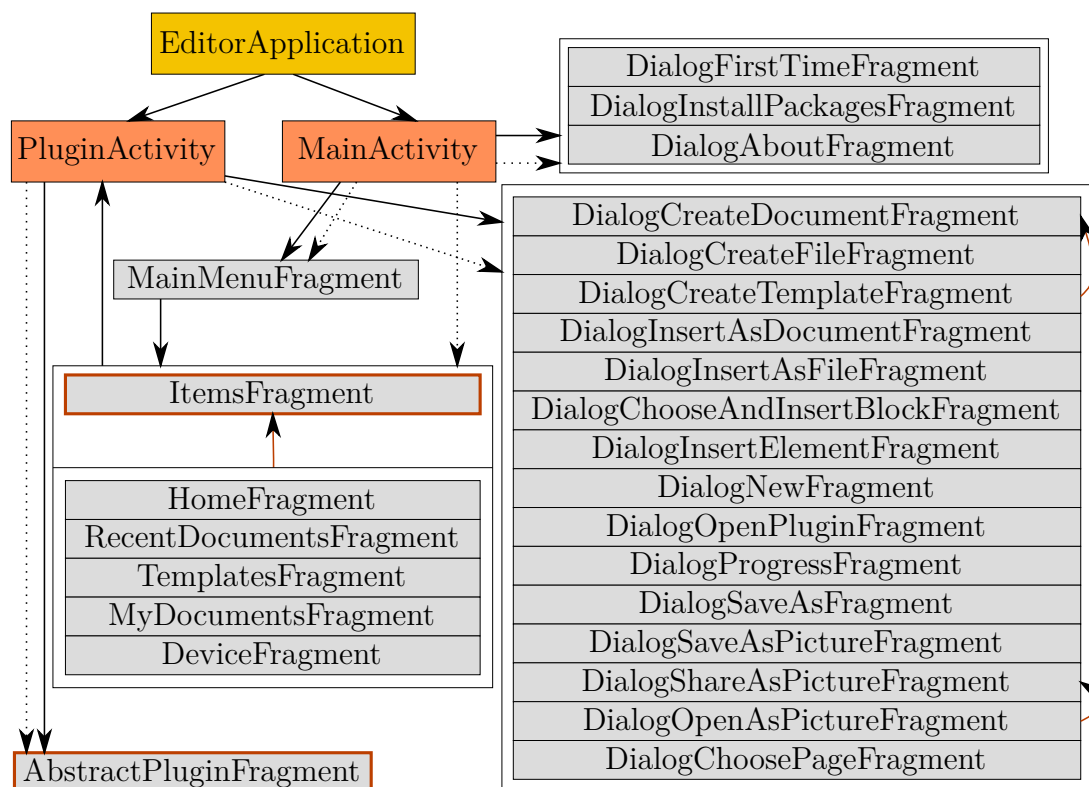 EditorApplication
PluginActivity
MainActivity
DialogFirstTimeFragment
DialogInstallPackagesFragment
DialogAboutFragment
MainMenuFragment
ItemsFragment
HomeFragment
RecentDocumentsFragment
TemplatesFragment
MyDocumentsFragment
DeviceFragment
AbstractPluginFragment
DialogCreateDocumentFragment
DialogCreateFileFragment
DialogCreateTemplateFragment
DialogInsertAsDocumentFragment
DialogInsertAsFileFragment
DialogChooseAndInsertBlockFragment
DialogInsertElementFragment
DialogNewFragment
DialogOpenPluginFragment
DialogProgressFragment
DialogSaveAsFragment
DialogSaveAsPictureFragment
DialogShareAsPictureFragment
DialogOpenAsPictureFragment
DialogChoosePageFragment